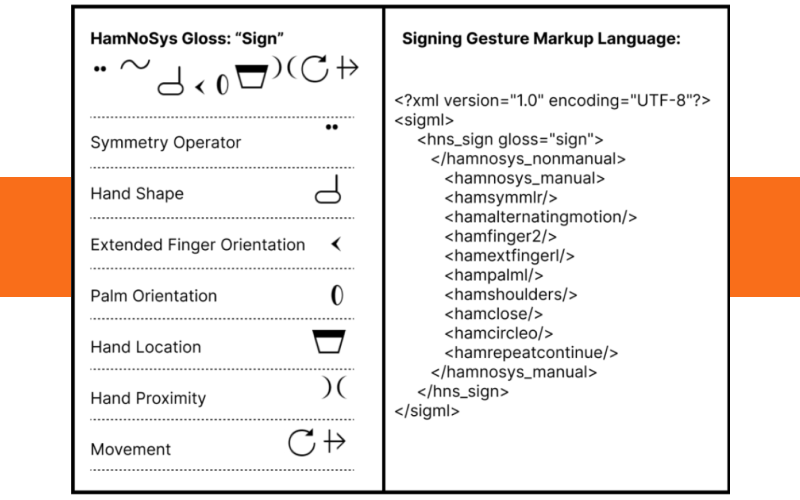 HamNoSys Gloss: “Sign”
Symmetry Operator
Hand Shape
Extended Finger Orientation
Palm Orientation
Hand Location
Hand Proximity
Movement
Signing Gesture Markup Language:
<?xml version="1.0" encoding="UTF-8"?>
<sigml>
<hns_sign gloss="sign">
</hamnosys_nonmanual>
<hamnosys_manual>
<hamsymmlr/>
<hamalternatingmotion/>
<hamfinger2/>
<hamextfingerl/>
<hampalml/>
<hamshoulders/>
<hamclose/>
<hamcircleo/>
<hamrepeatcontinue/>
</hamnosys_manual>
</hns_sign>
</sigml>